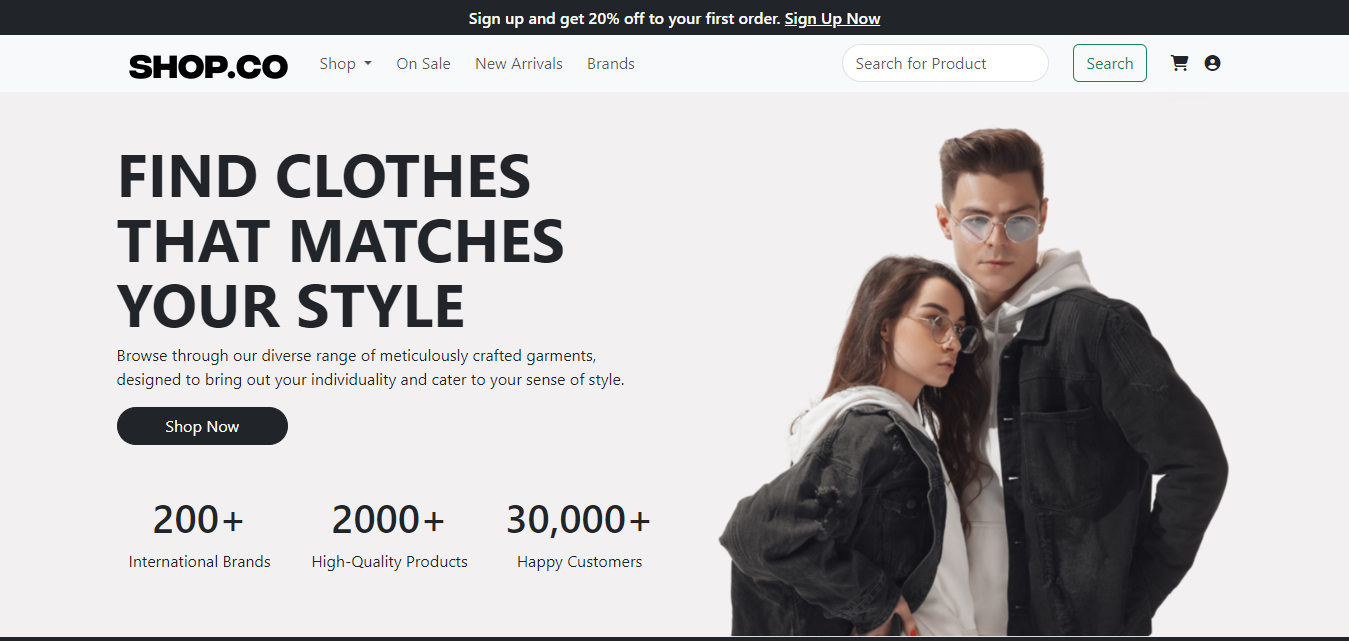 Sign up and get 20% off to your first order. Sign Up Now
SHOP.CO Shop On Sale New Arrivals Brands Search for Product Search
FIND CLOTHES
THAT MATCHES
YOUR STYLE
Browse through our diverse range of meticulously crafted garments,
designed to bring out your individuality and cater to your sense of style.
Shop Now
200+ 2000+ 30,000+
International Brands High-Quality Products Happy Customers